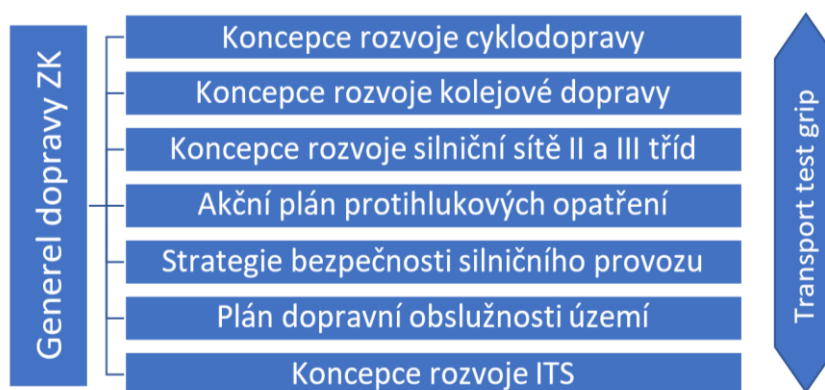 Generel dopravy ZK
Koncepce rozvoje cyklodopravy
Koncepce rozvoje kolejové dopravy
Koncepce rozvoje silniční sítě II a III tříd
Akční plán protihlukových opatření
Strategie bezpečnosti silničního provozu
Plán dopravní obslužnosti území
Koncepce rozvoje ITS
Transport test grip